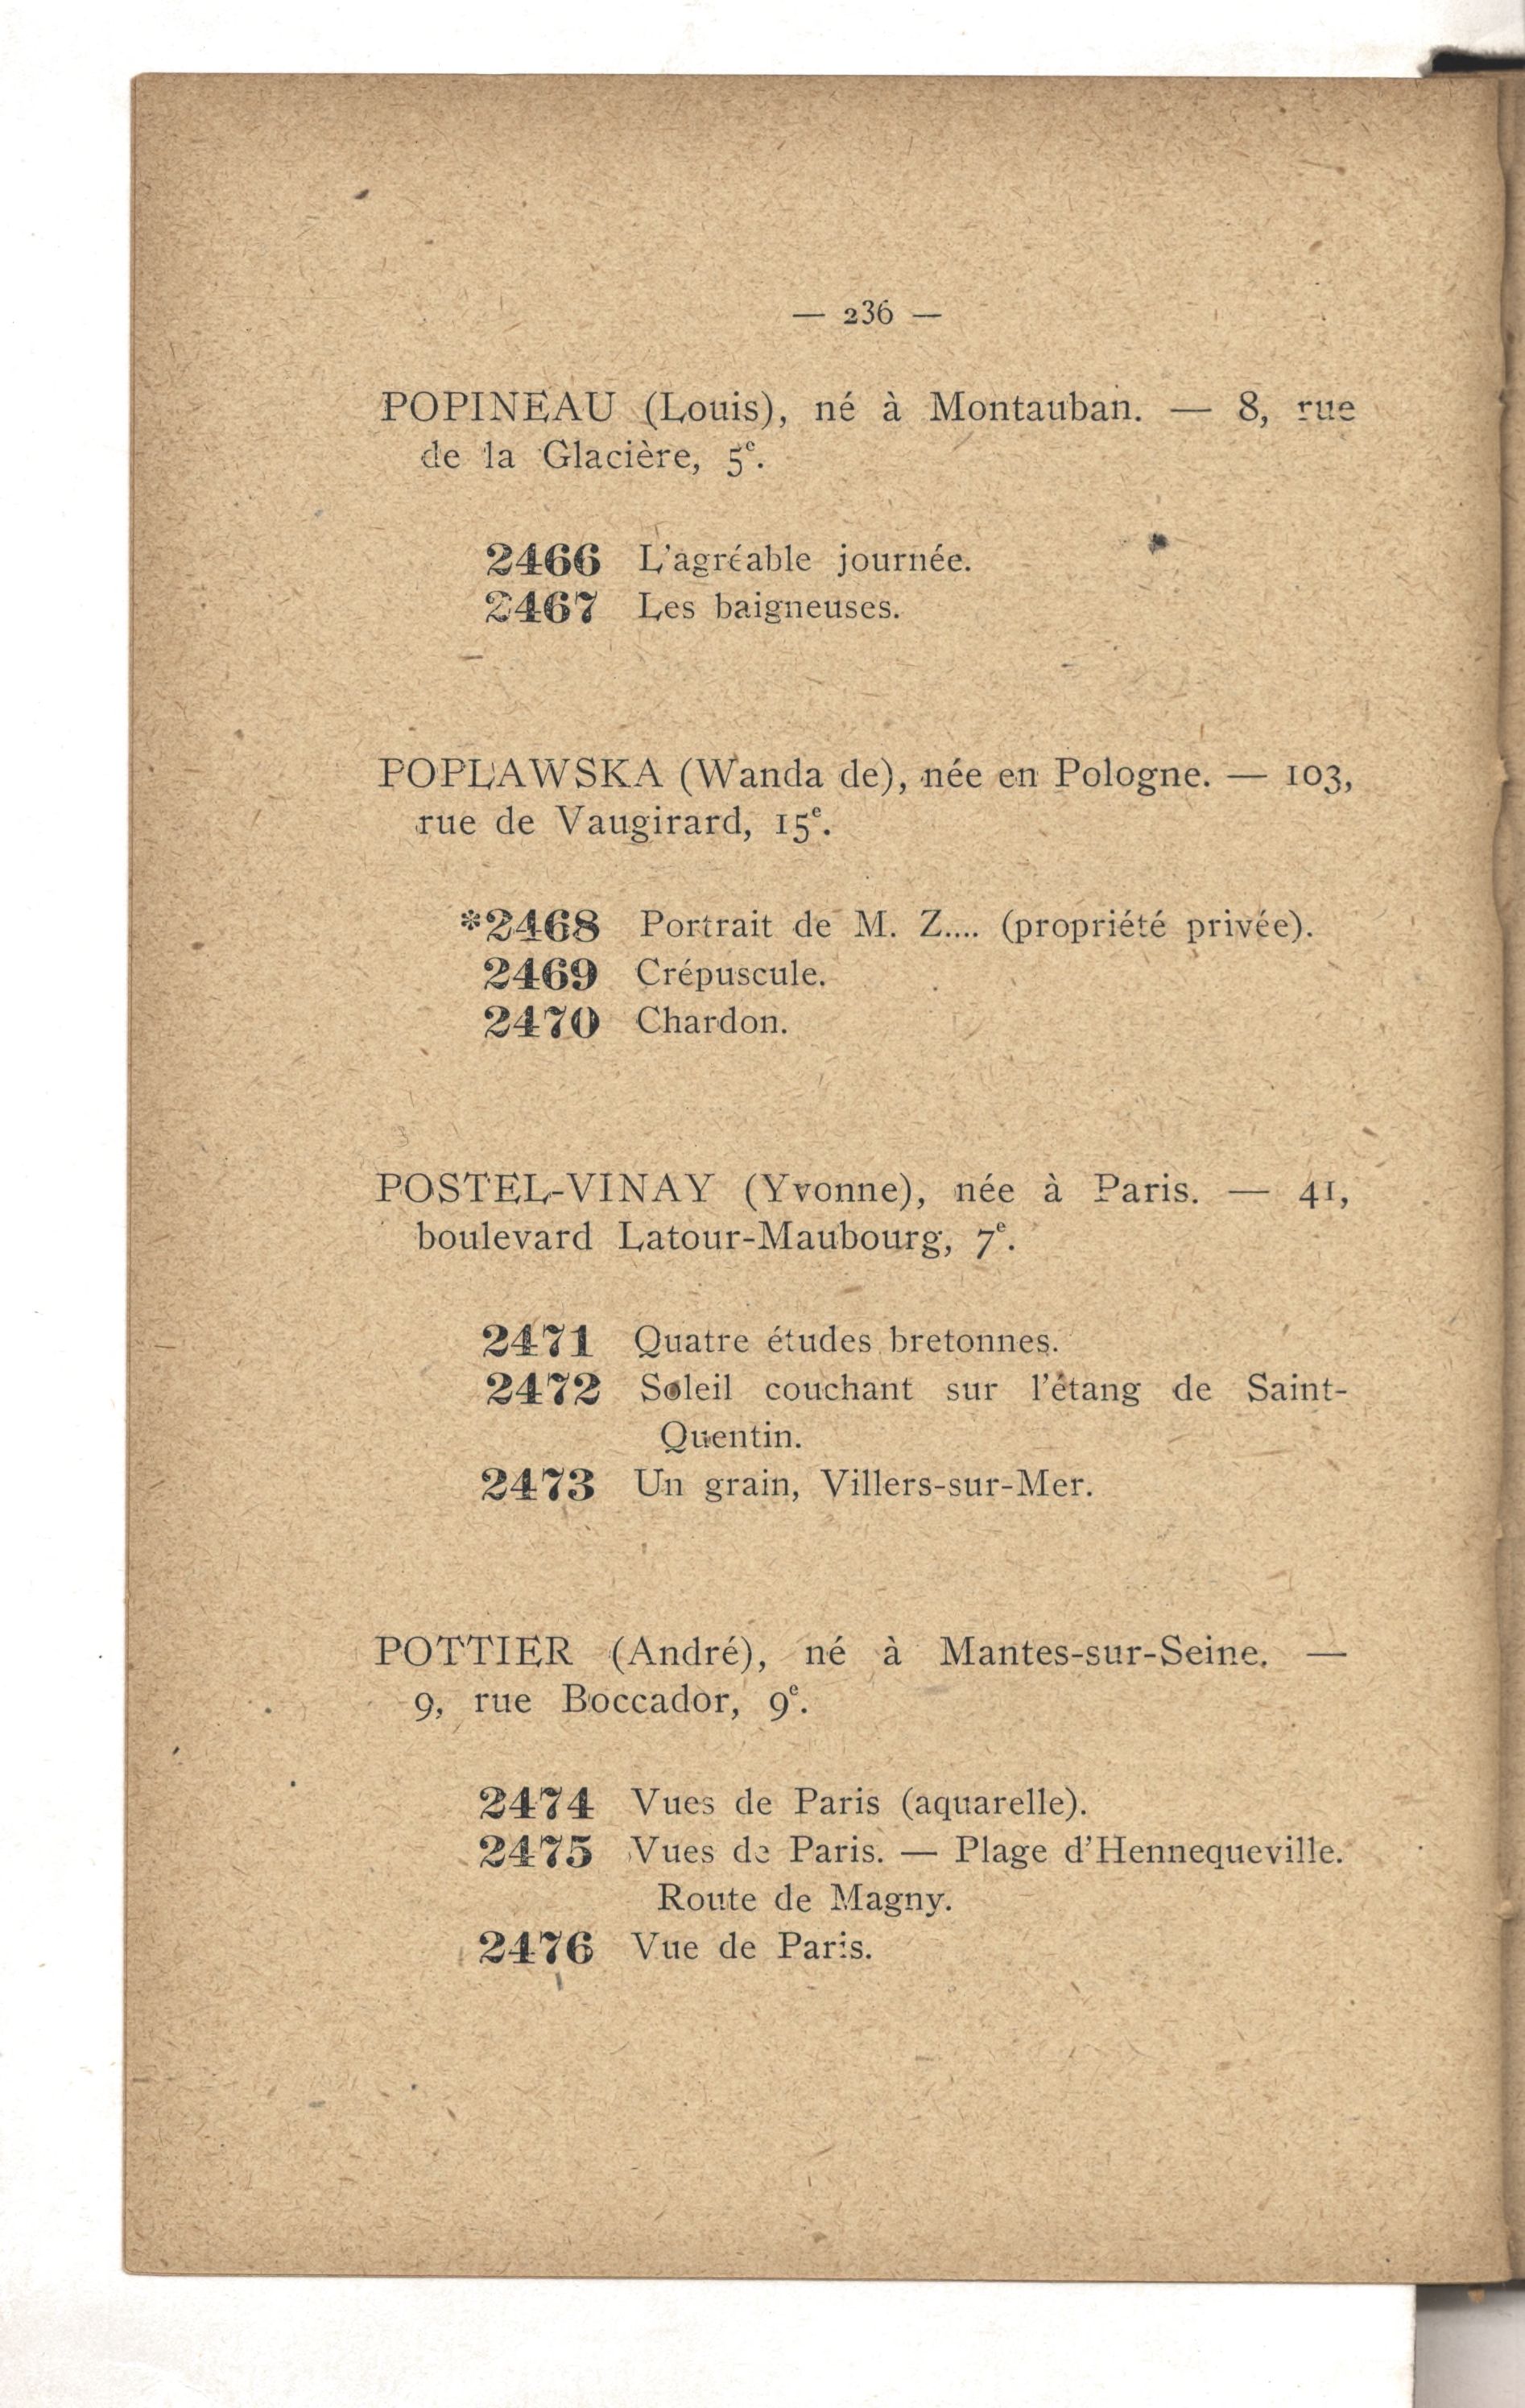 — 236 —
POPINEAU (Louis), né à Montauban. — 8, rue
de la Glacière, 5e.
2466 L'agréable journée.
2467 Les baigneuses.
POPLAWSKA (Wanda de), née en Pologne. — 103,
rue de Vaugirard, 15e.
*2468 Portrait de M. Z.... (propriété privée).
2469 Crépuscule.
2470 Chardon.
POSTEL-VINAY (Yvonne), née à Paris. — 41,
boulevard Latour-Maubourg, 7e.
2471 Quatre études bretonnes.
2472 Soleil couchant sur l'étang de Saint-
Quentin.
2473 Un grain, Villers-sur-Mer.
POTTIER (André), né à Mantes-sur-Seine. —
9, rue Boccador, 9e.
2474 Vues de Paris (aquarelle).
2475 Vues de Paris. — Plage d'Hennequeville.
Route de Magny.
2476 Vue de Paris.